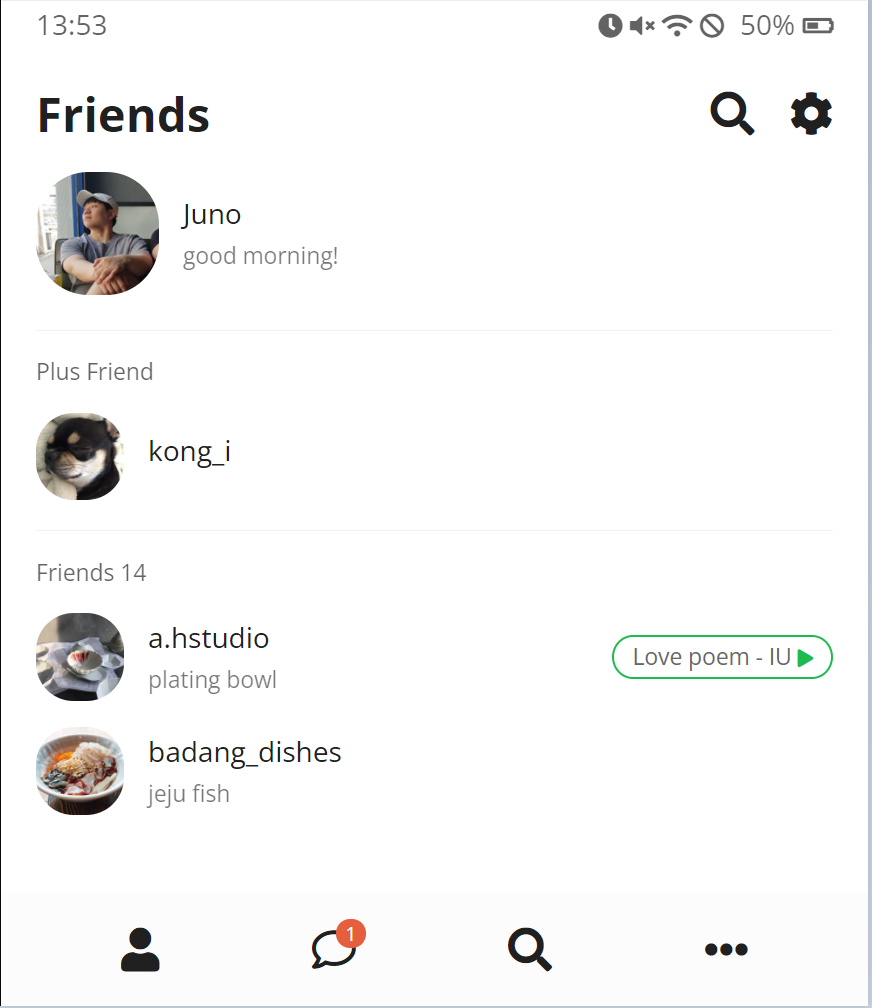 13:53 50%
Friends
Juno
good morning!
Plus Friend
kong_i
Friends 14
a.hstudio
plating bowl
Love poem - IU
badang_dishes
jeju fish
1